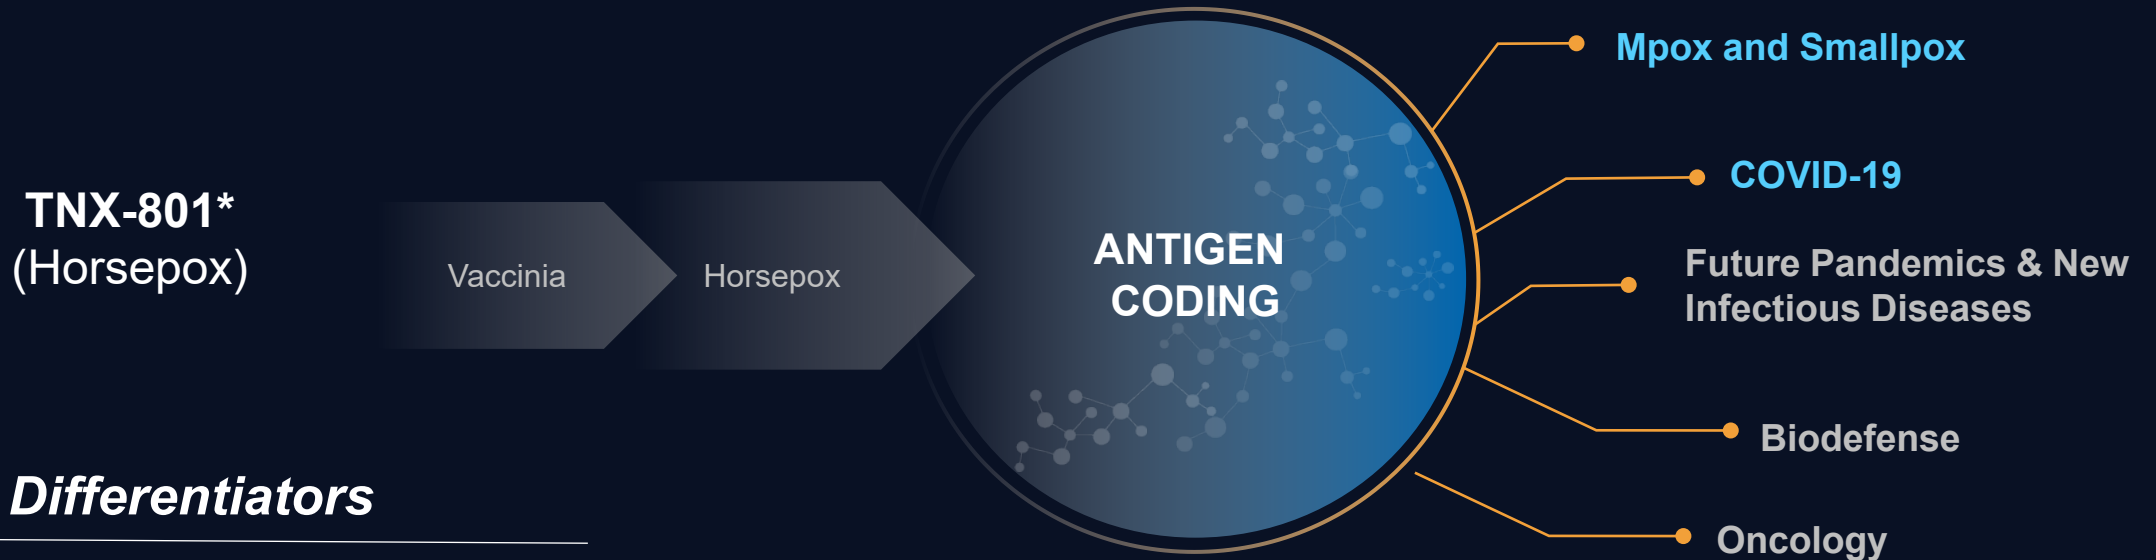 TNX-801*
(Horsepox)
Vaccinia
Horsepox
ANTIGEN
CODING
Mpox and Smallpox
COVID-19
Future Pandemics & New
Infectious Diseases
Biodefense
Oncology
Differentiators